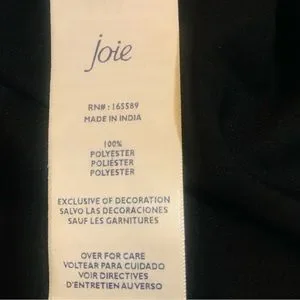 joie
RN#: 165589
MADE IN INDIA
100%
POLYESTER
POLIÉSTER
POLYESTER
EXCLUSIVE OF DECORATION
SALVO LAS DECORACIONES
SAUF LES GARNITURES
OVER FOR CARE
VOLTEAR PARA CUIDADO
VOIR DIRECTIVES
D'ENTRETIEN AU VERSO